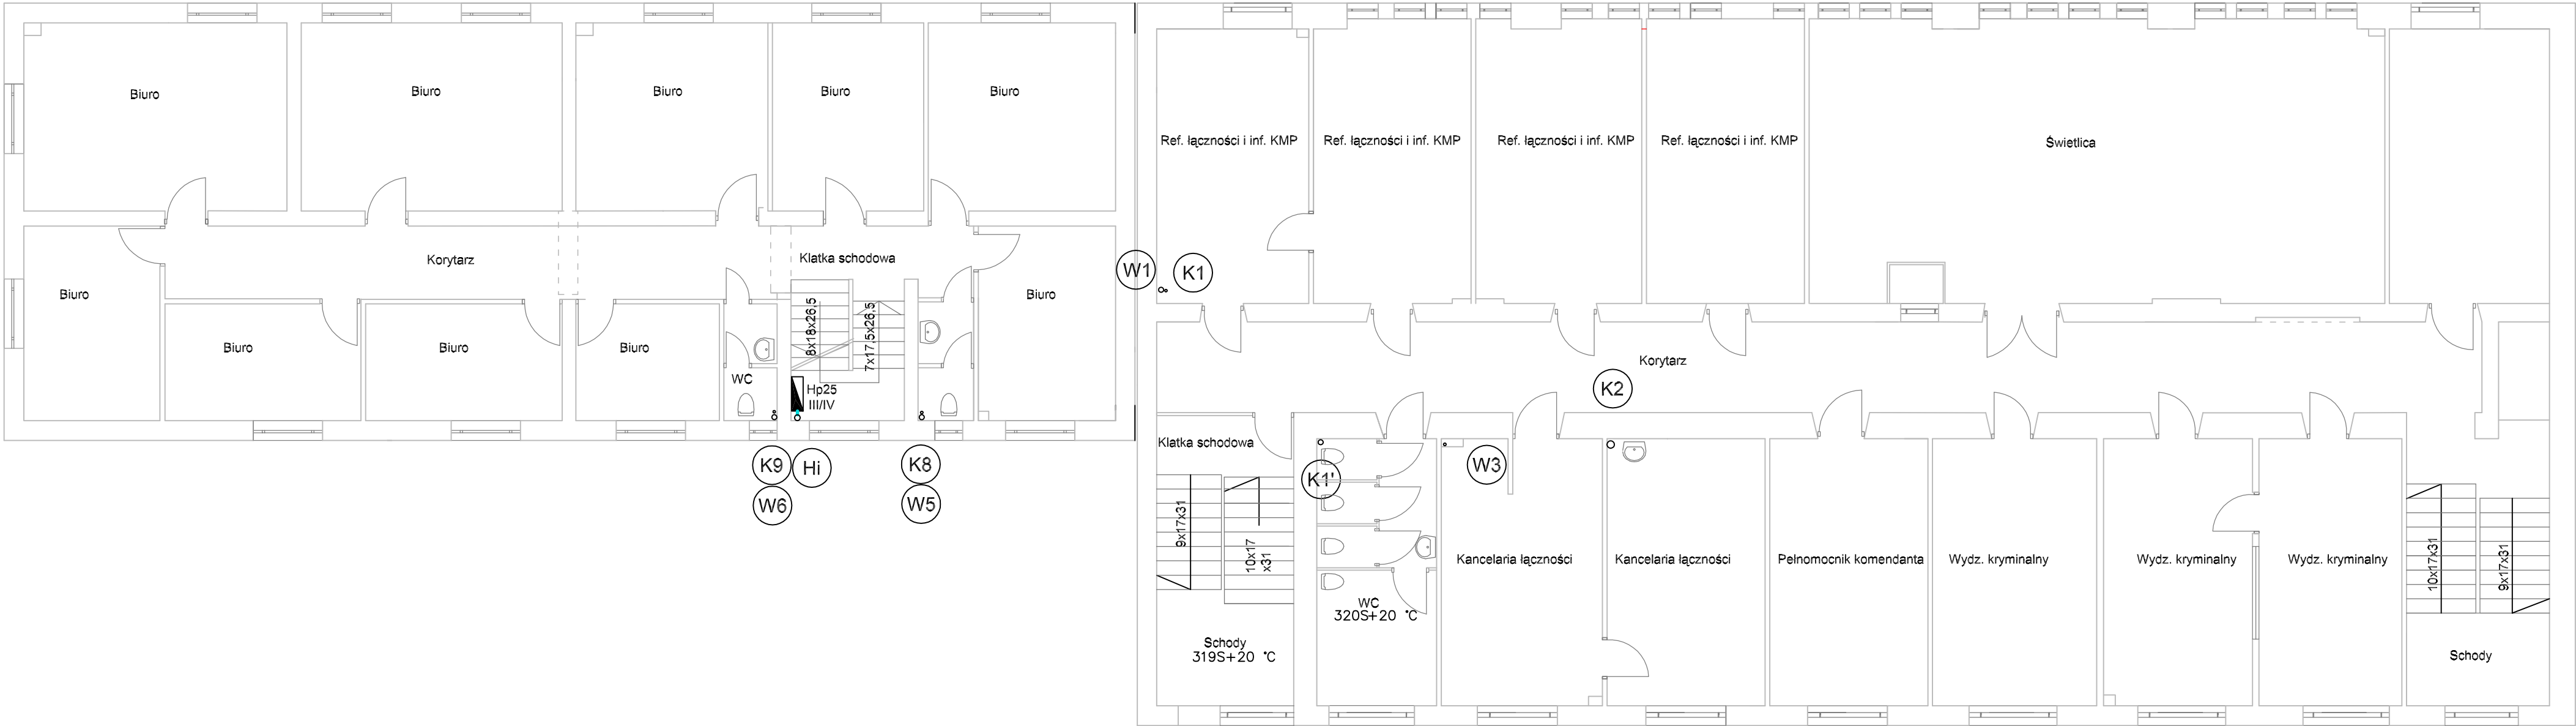 Biuro
Biuro
Biuro
Biuro
Biuro
Ref. łączności i inf. KMP
Ref. łączności i inf. KMP
Ref. łączności i inf. KMP
Ref. łączności i inf. KMP
Świetlica
Korytarz
Klatka schodowa
W1
K1
Biuro
Biuro
8x18x26,5
7x17,5x26,5
Biuro
Biuro
Biuro
WC
Hp25
III/IV
Korytarz
K2
Klatka schodowa
K9
Hi
K8
W6
W5
K1'
W3
9x17x31
10x17
x31
Kancelaria łączności
Kancelaria łączności
Pełnomocnik komendanta
Wydz. kryminalny
Wydz. kryminalny
Wydz. kryminalny
10x17x31
9x17x31
WC
320S+20 °C
Schody
319S+20 °C
Schody